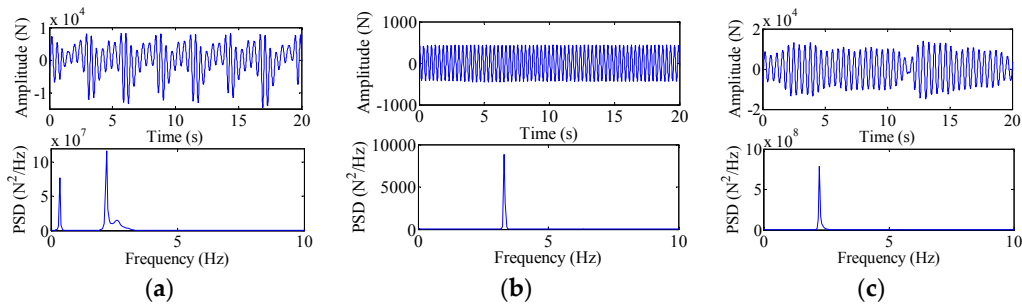 x 10^4
Amplitude (N)
1
0
-1
0 5 10 15 20
Time (s)
x 10^7
PSD (N^2/Hz)
10
5
0
0 5 10
Frequency (Hz)
(a)
Amplitude (N)
1000
0
-1000
0 5 10 15 20
Time (s)
PSD (N^2/Hz)
10000
5000
0
0 5 10
Frequency (Hz)
(b)
x 10^4
Amplitude (N)
2
0
-2
0 5 10 15 20
Time (s)
x 10^8
PSD (N^2/Hz)
10
5
0
0 5 10
Frequency (Hz)
(c)